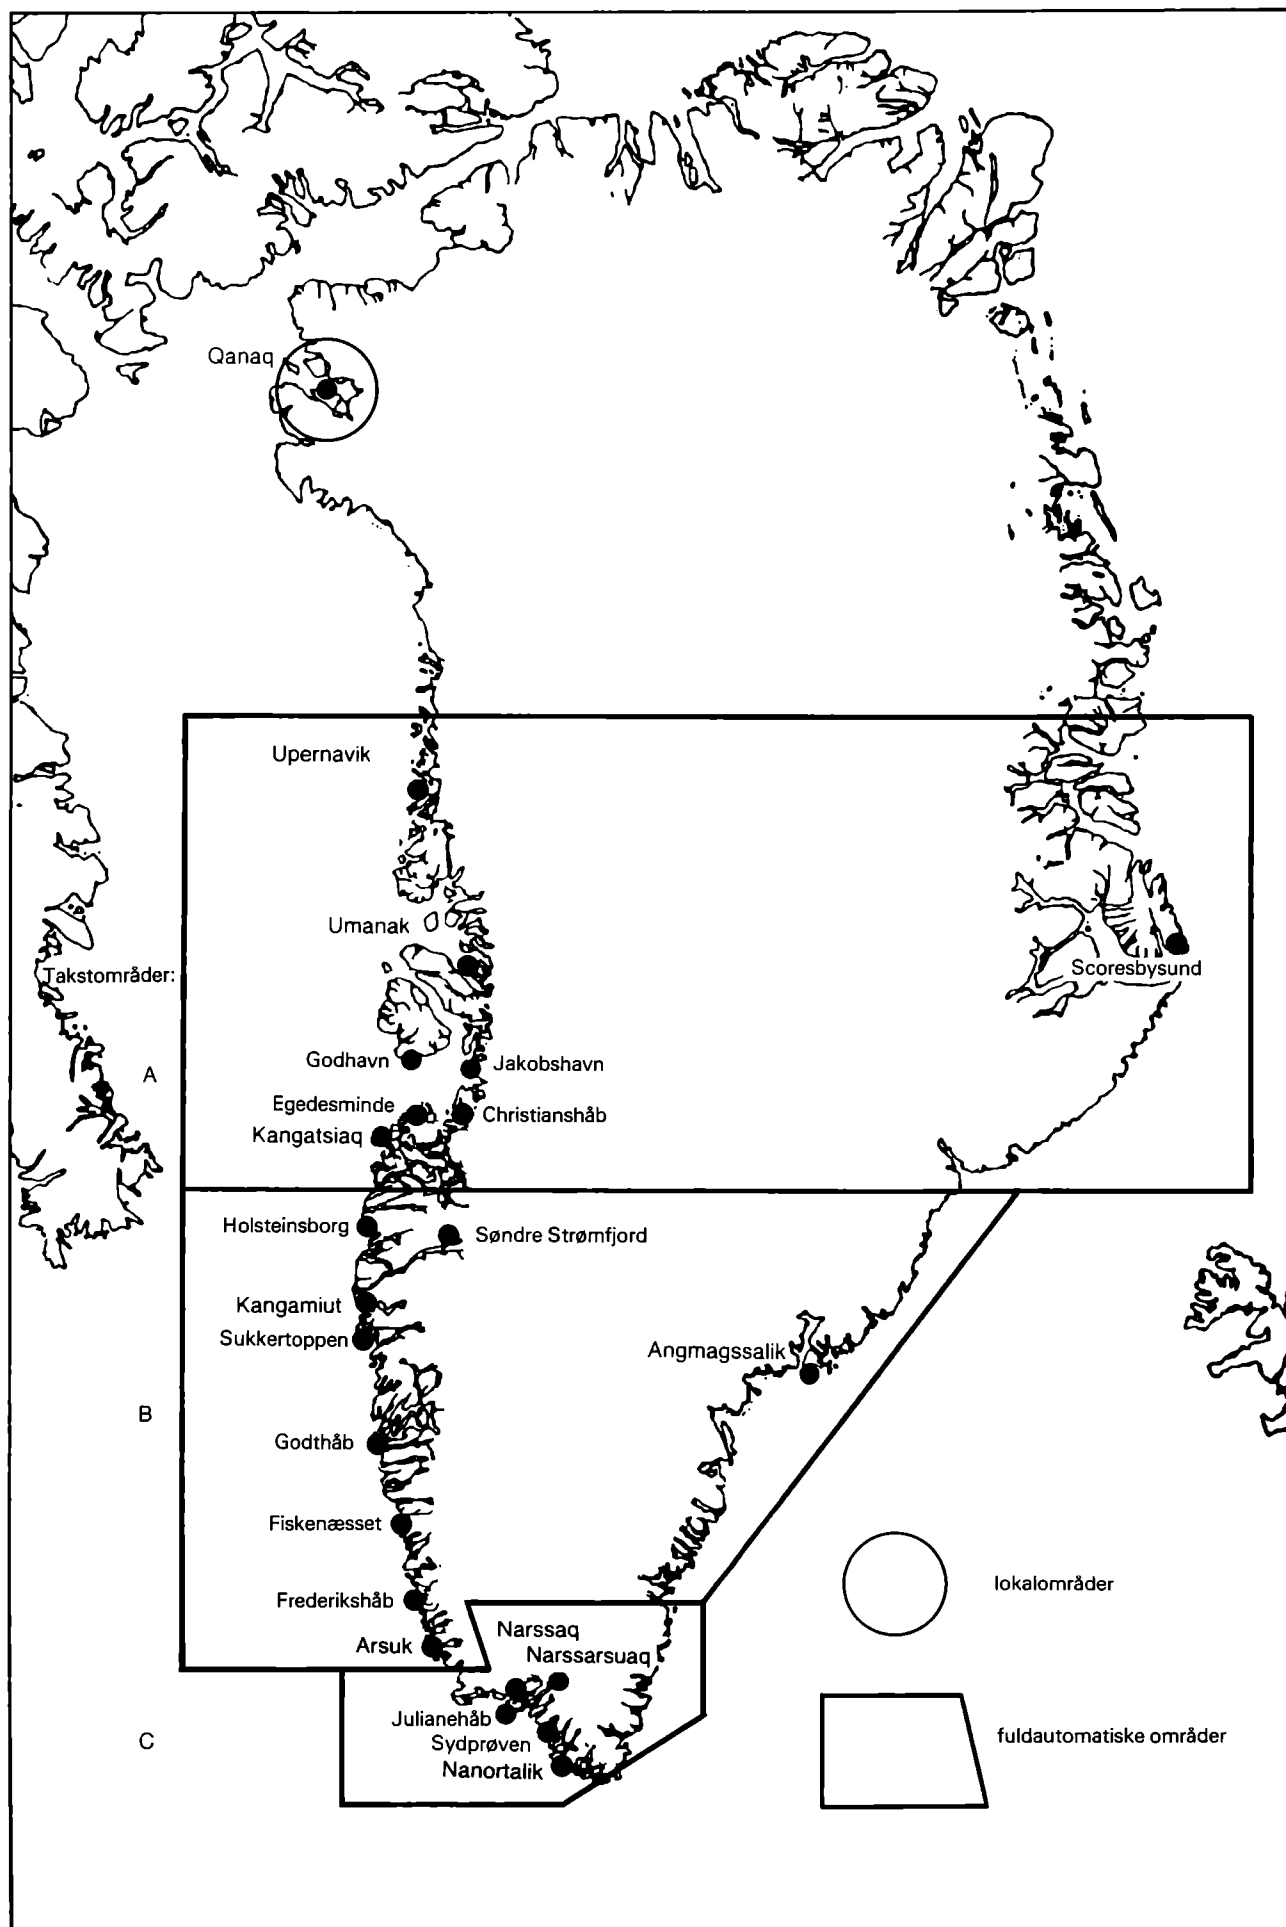 Qanaq
Upernavik
Umanak
Takstområder:
Scoresbysund
Godhavn
Jakobshavn
A
Egedesminde
Christianshåb
Kangatsiaq
Holsteinsborg
Søndre Strømfjord
Kangamiut
Sukkertoppen
Angmagssalik
B
Godthåb
Fiskenæsset
lokalområder
Frederikshåb
Narssaq
Arsuk
Narssarsuaq
Julianehåb
C
Sydprøven
fuldautomatiske områder
Nanortalik